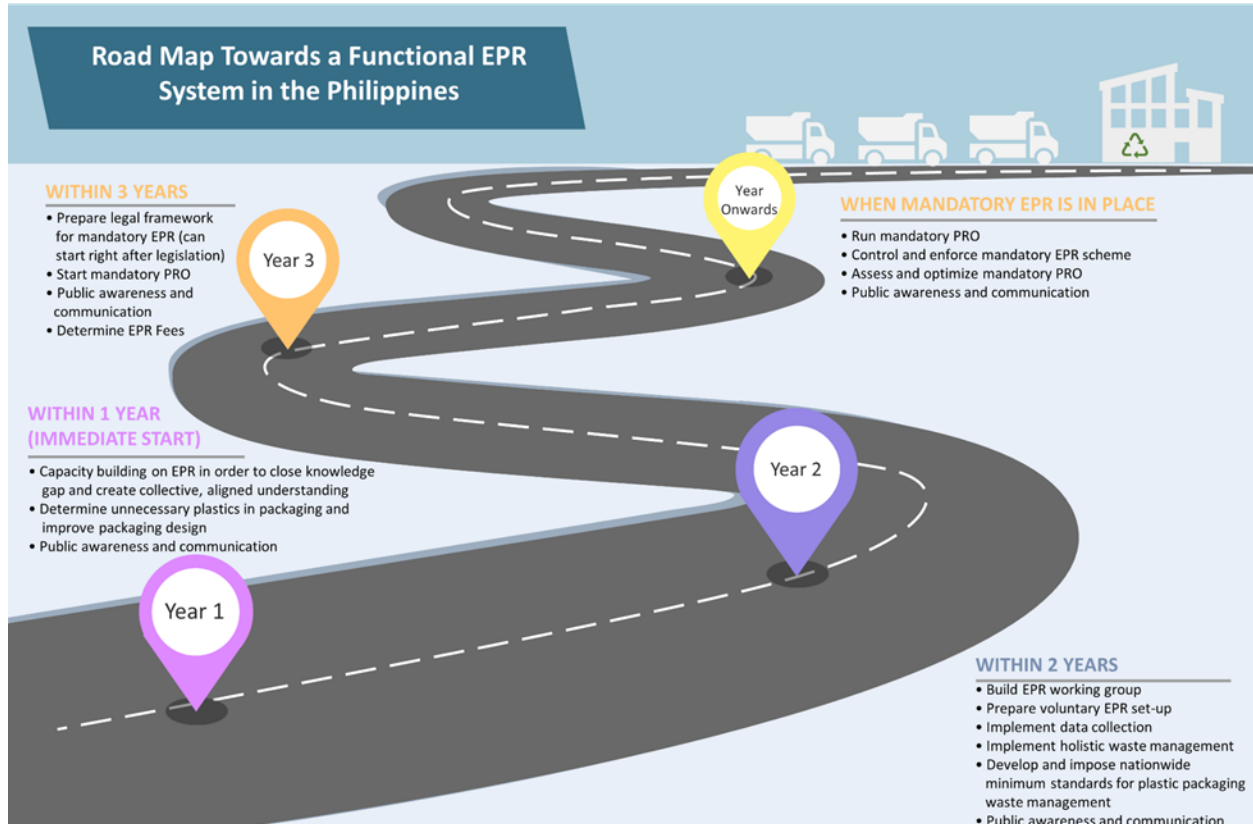 Road Map Towards a Functional EPR
System in the Philippines
WITHIN 3 YEARS
• Prepare legal framework
for mandatory EPR (can
start right after legislation)
• Start mandatory PRO
• Public awareness and
communication
• Determine EPR Fees
Year 3
Year
Onwards
WHEN MANDATORY EPR IS IN PLACE
• Run mandatory PRO
• Control and enforce mandatory EPR scheme
• Assess and optimize mandatory PRO
• Public awareness and communication
WITHIN 1 YEAR
(IMMEDIATE START)
• Capacity building on EPR in order to close knowledge
gap and create collective, aligned understanding
• Determine unnecessary plastics in packaging and
improve packaging design
• Public awareness and communication
Year 2
Year 1
WITHIN 2 YEARS
• Build EPR working group
• Prepare voluntary EPR set-up
• Implement data collection
• Implement holistic waste management
• Develop and impose nationwide
minimum standards for plastic packaging
waste management
• Public awareness and communication